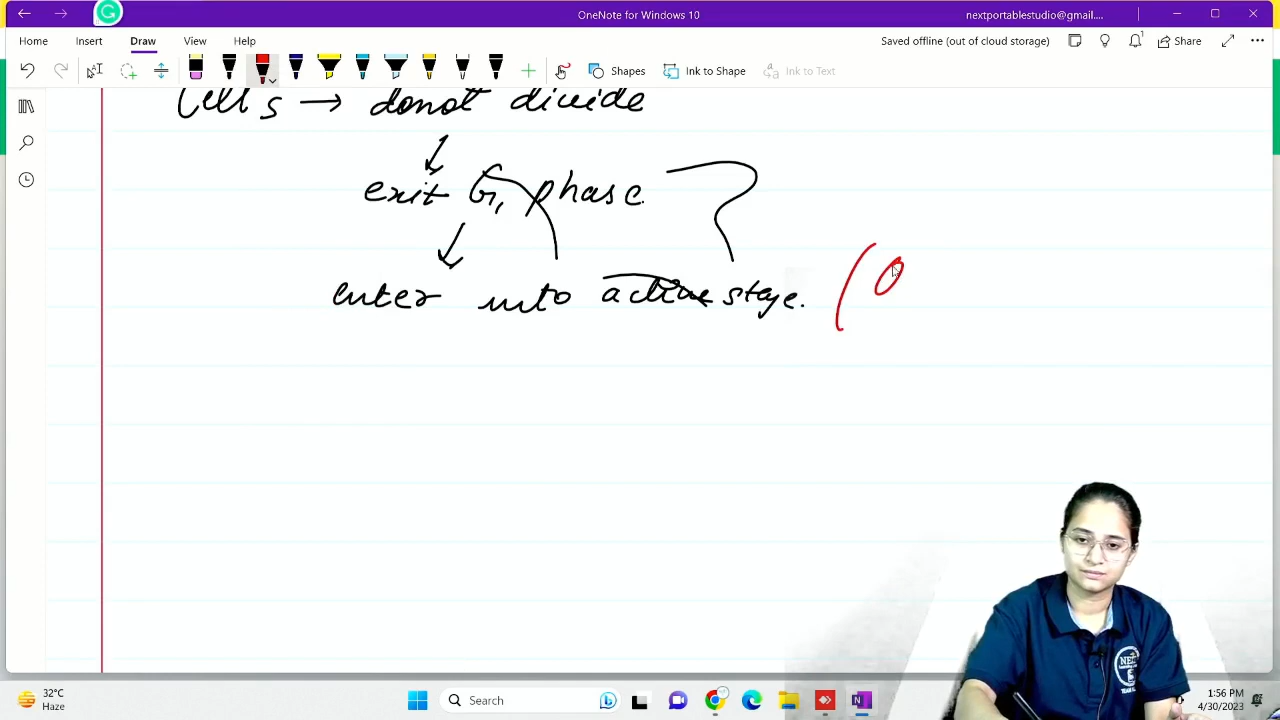 OneNote for Windows 10
nextportablestudio@gmail....
Home Insert Draw View Help
Saved offline (out of cloud storage)
Share
Shapes
Ink to Shape
Ink to Text
Cells → donot divide
exit G1 phase
enter into active stage. (0
NEXT
32°C
Haze
Search
1:56 PM
4/30/2023